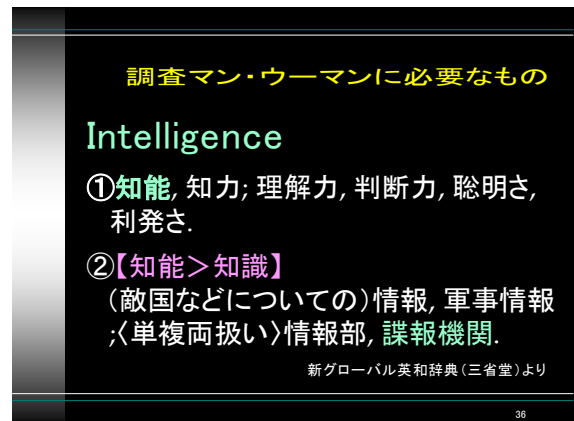 調査マン・ウーマンに必要なもの
Intelligence
①知能, 知力; 理解力, 判断力, 聡明さ,
利発さ.
②【知能＞知識】
(敵国などについての)情報, 軍事情報
;〈単複両扱い〉情報部, 諜報機関.
新グローバル英和辞典(三省堂)より
36